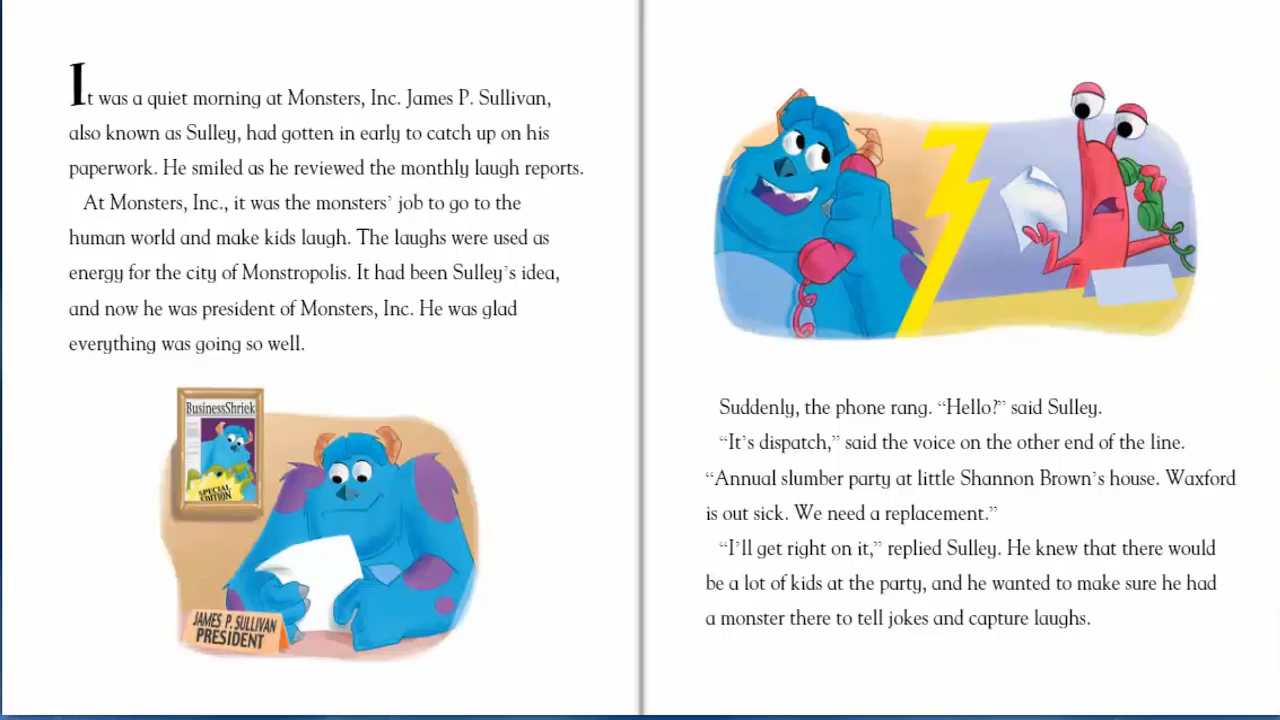 It was a quiet morning at Monsters, Inc. James P. Sullivan,
also known as Sulley, had gotten in early to catch up on his
paperwork. He smiled as he reviewed the monthly laugh reports.
At Monsters, Inc., it was the monsters’ job to go to the
human world and make kids laugh. The laughs were used as
energy for the city of Monstropolis. It had been Sulley’s idea,
and now he was president of Monsters, Inc. He was glad
everything was going so well.
BusinessShriek
SPECIAL
EDITION
JAMES P. SULLIVAN
PRESIDENT
Suddenly, the phone rang. “Hello?” said Sulley.
“It’s dispatch,” said the voice on the other end of the line.
“Annual slumber party at little Shannon Brown’s house. Waxford
is out sick. We need a replacement.”
“I’ll get right on it,” replied Sulley. He knew that there would
be a lot of kids at the party, and he wanted to make sure he had
a monster there to tell jokes and capture laughs.